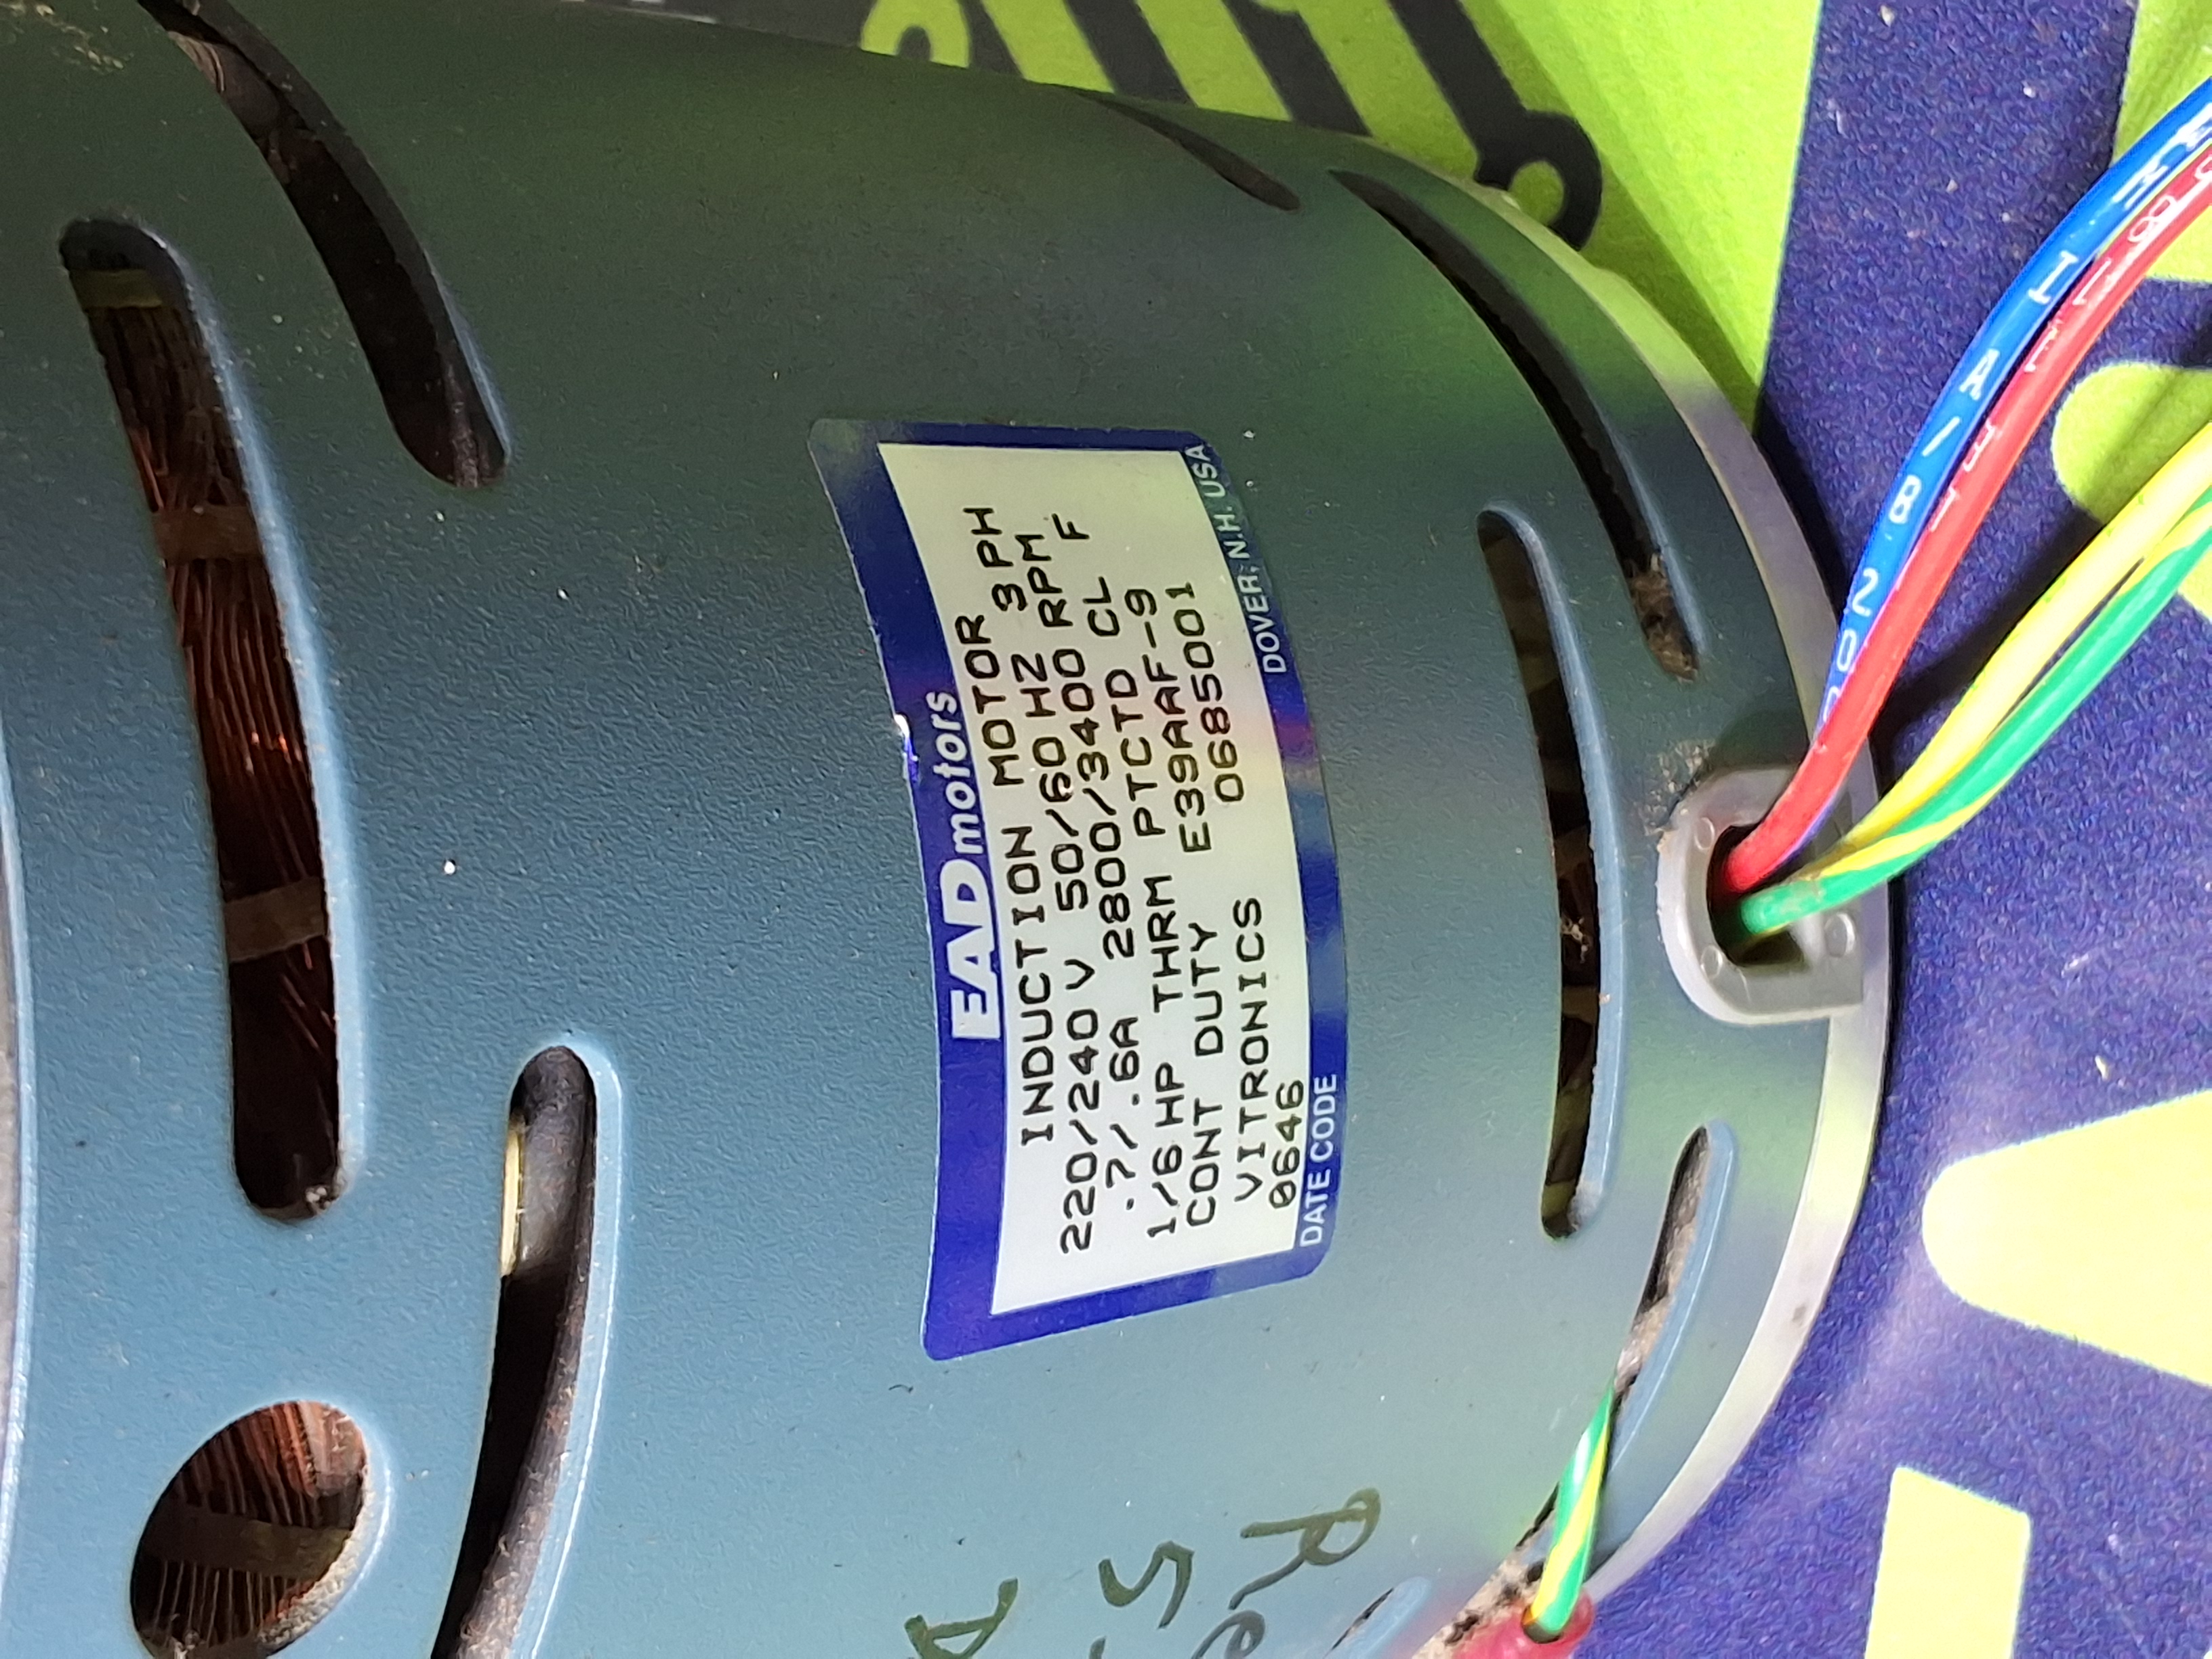 EAD motors
INDUCTION MOTOR 3PH
220/240 V 50/60 HZ RPM
.7/.6A 2800/3400 CL F
1/6 HP THRM PTCTD
CONT DUTY E39AAF-9
VITRONICS 0685001
0646
DATE CODE DOVER, N.H. USA